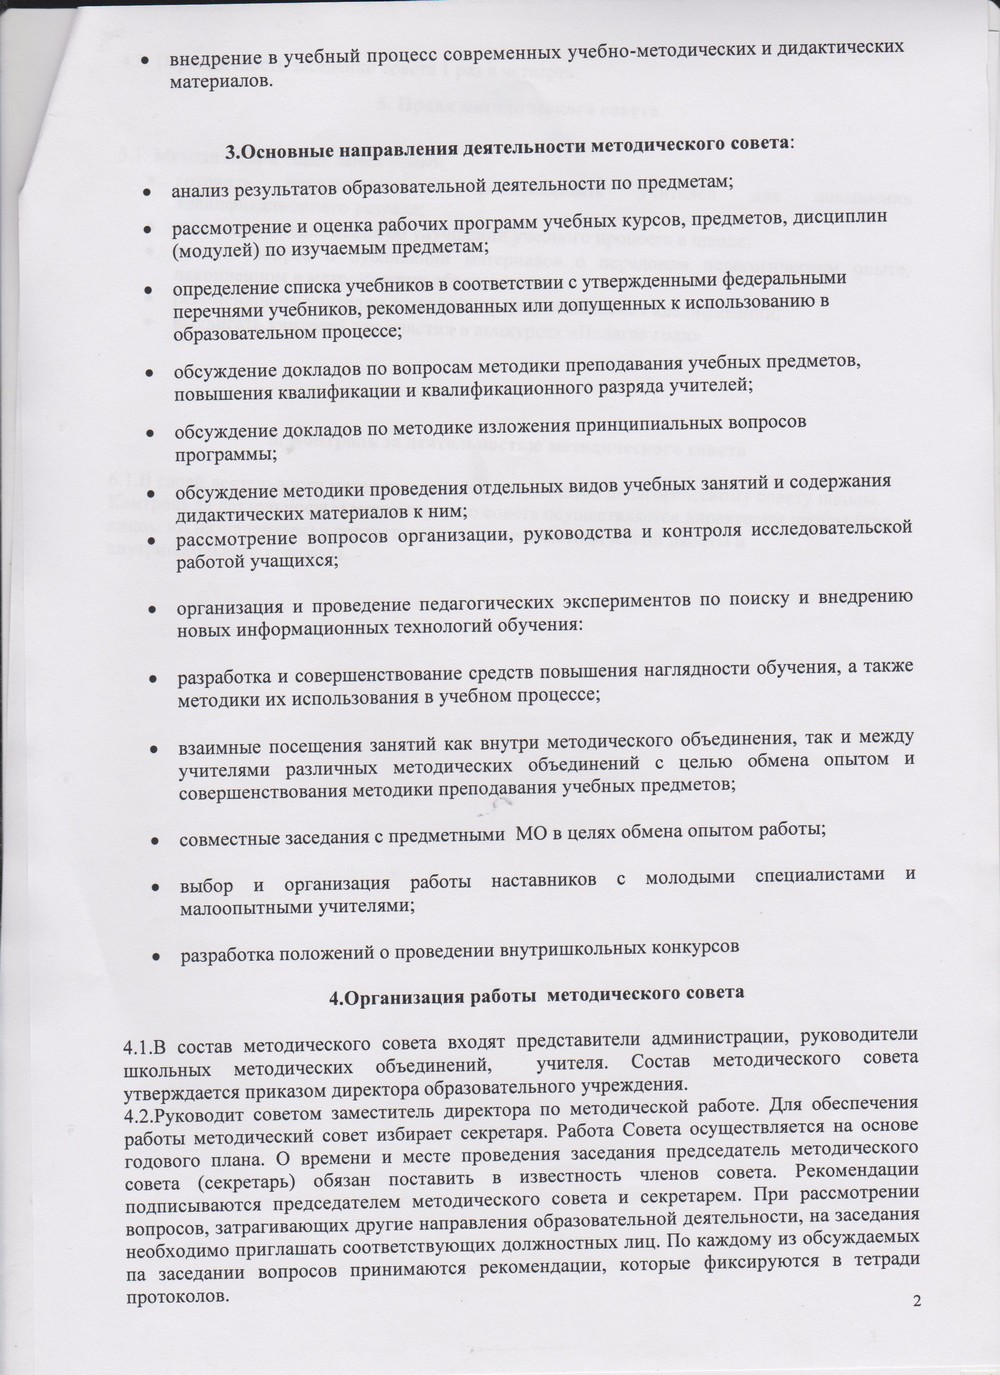 • внедрение в учебный процесс современных учебно-методических и дидактических
материалов.
3.Основные направления деятельности методического совета:
• анализ результатов образовательной деятельности по предметам;
• рассмотрение и оценка рабочих программ учебных курсов, предметов, дисциплин
(модулей) по изучаемым предметам;
• определение списка учебников в соответствии с утвержденными федеральными
перечнями учебников, рекомендованных или допущенных к использованию в
образовательном процессе;
• обсуждение докладов по вопросам методики преподавания учебных предметов,
повышения квалификации и квалификационного разряда учителей;
• обсуждение докладов по методике изложения принципиальных вопросов
программы;
• обсуждение методики проведения отдельных видов учебных занятий и содержания
дидактических материалов к ним;
• рассмотрение вопросов организации, руководства и контроля исследовательской
работой учащихся;
• организация и проведение педагогических экспериментов по поиску и внедрению
новых информационных технологий обучения:
• разработка и совершенствование средств повышения наглядности обучения, а также
методики их использования в учебном процессе;
• взаимные посещения занятий как внутри методического объединения, так и между
учителями различных методических объединений с целью обмена опытом и
совершенствования методики преподавания учебных предметов;
• совместные заседания с предметными МО в целях обмена опытом работы;
• выбор и организация работы наставников с молодыми специалистами и
малоопытными учителями;
• разработка положений о проведении внутришкольных конкурсов
4.Организация работы методического совета
4.1.В состав методического совета входят представители администрации, руководители
школьных методических объединений, учителя. Состав методического совета
утверждается приказом директора образовательного учреждения.
4.2.Руководит советом заместитель директора по методической работе. Для обеспечения
работы методический совет избирает секретаря. Работа Совета осуществляется на основе
годового плана. О времени и месте проведения заседания председатель методического
совета (секретарь) обязан поставить в известность членов совета. Рекомендации
подписываются председателем методического совета и секретарем. При рассмотрении
вопросов, затрагивающих другие направления образовательной деятельности, на заседания
необходимо приглашать соответствующих должностных лиц. По каждому из обсуждаемых
па заседании вопросов принимаются рекомендации, которые фиксируются в тетради
протоколов.
2